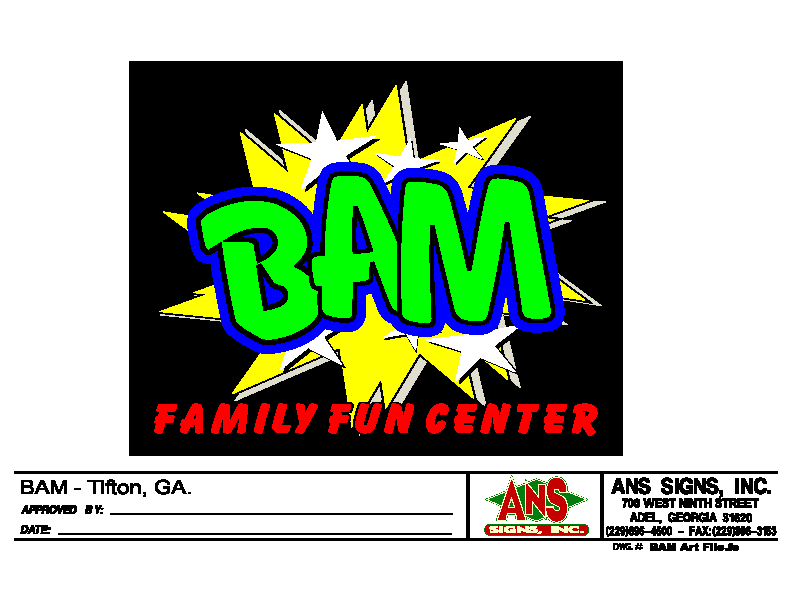 BAM
FAMILY FUN CENTER
BAM - Tifton, GA.
APPROVED BY:
DATE:
ANS
SIGNS, INC.
ANS SIGNS, INC.
700 WEST NINTH STREET
ADEL, GEORGIA 31620
DWG. # BAM Art File.fs